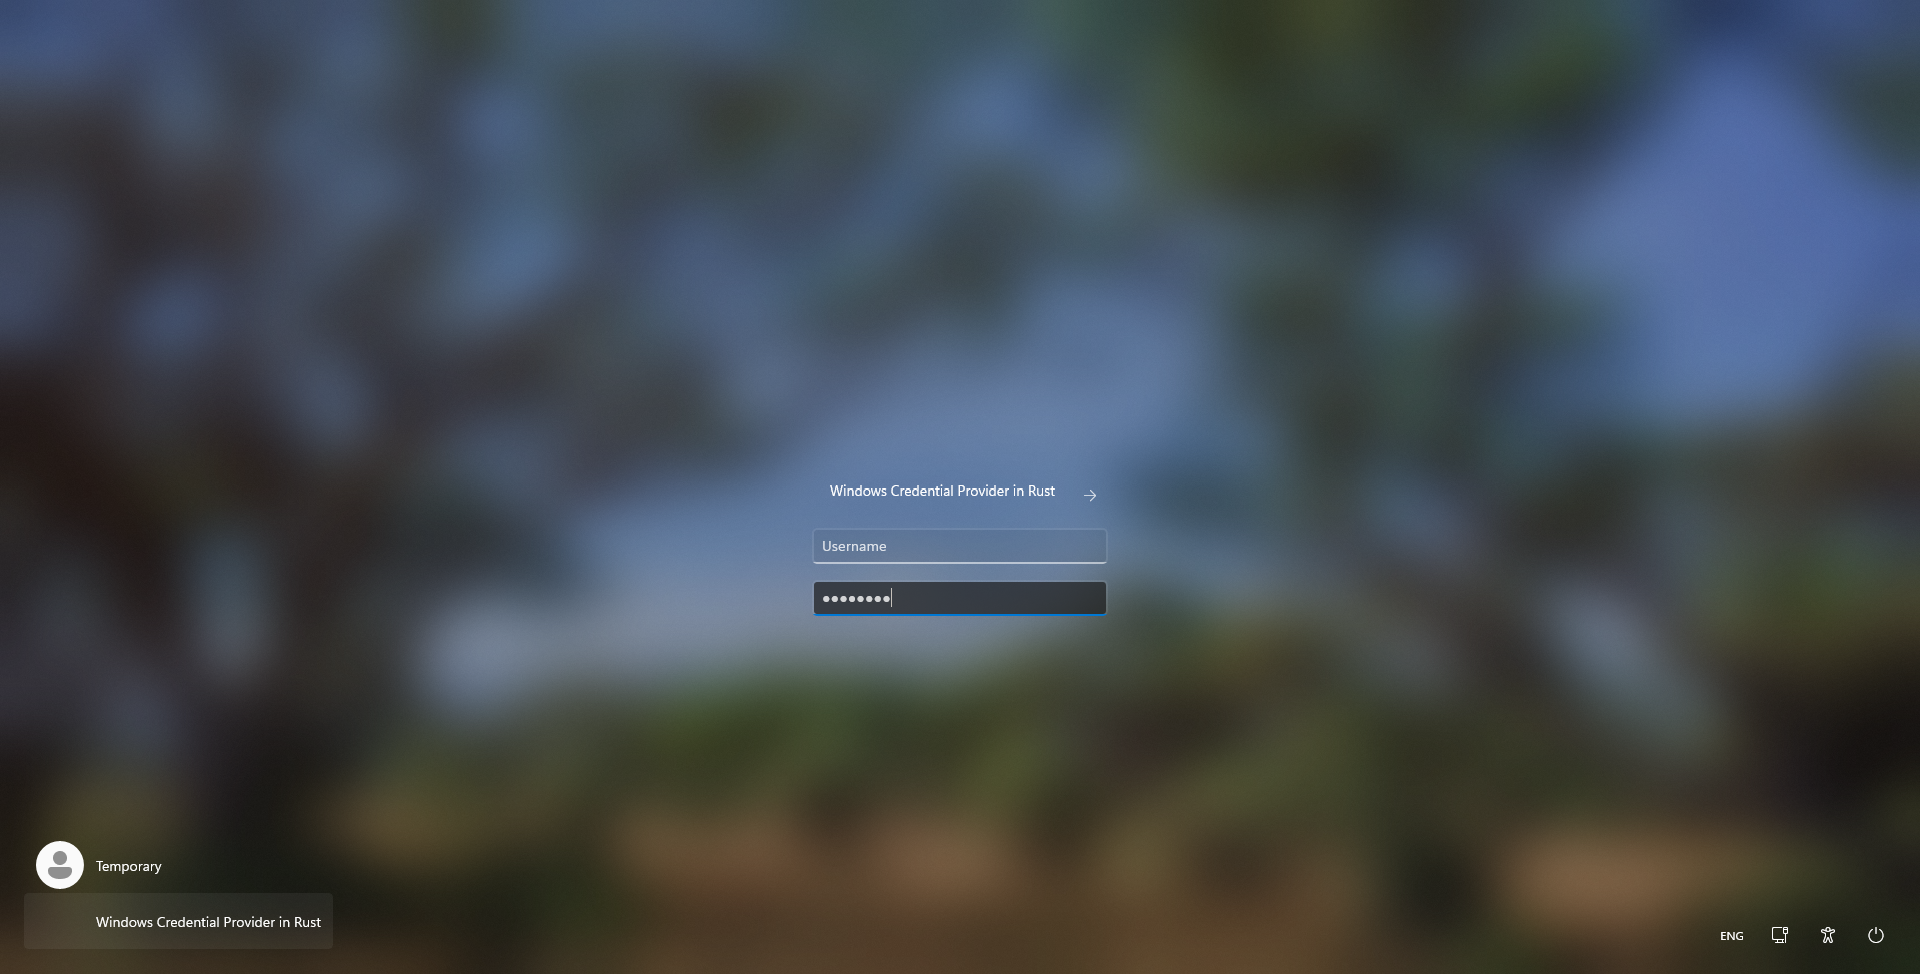 Windows Credential Provider in Rust
Username
Temporary
Windows Credential Provider in Rust
ENG